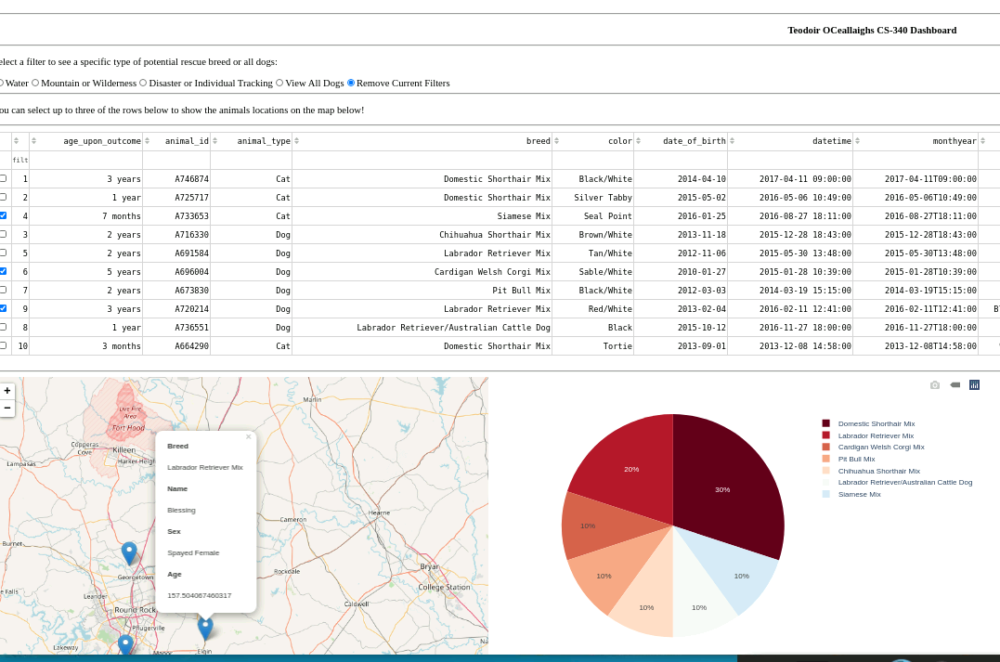 Teodoir OCeallaighs CS-340 Dashboard
elect a filter to see a specific type of potential rescue breed or all dogs:
Water Mountain or Wilderness Disaster or Individual Tracking View All Dogs Remove Current Filters
ou can select up to three of the rows below to show the animals locations on the map below!
age_upon_outcome animal_id animal_type breed color date_of_birth datetime monthyear
filt
1 3 years A746874 Cat Domestic Shorthair Mix Black/White 2014-04-10 2017-04-11 09:00:00 2017-04-11T09:00:00
2 1 year A725717 Cat Domestic Shorthair Mix Silver Tabby 2015-05-02 2016-05-06 10:49:00 2016-05-06T10:49:00
4 7 months A733653 Cat Siamese Mix Seal Point 2016-01-25 2016-08-27 18:11:00 2016-08-27T18:11:00
3 2 years A716330 Dog Chihuahua Shorthair Mix Brown/White 2013-11-18 2015-12-28 18:43:00 2015-12-28T18:43:00
5 2 years A691584 Dog Labrador Retriever Mix Tan/White 2012-11-06 2015-05-30 13:48:00 2015-05-30T13:48:00
6 5 years A696004 Dog Cardigan Welsh Corgi Mix Sable/White 2010-01-27 2015-01-28 10:39:00 2015-01-28T10:39:00
7 2 years A673830 Dog Pit Bull Mix Black/White 2012-03-03 2014-03-19 15:15:00 2014-03-19T15:15:00
9 3 years A720214 Dog Labrador Retriever Mix Red/White 2013-02-04 2016-02-11 12:41:00 2016-02-11T12:41:00
8 1 year A736551 Dog Labrador Retriever/Australian Cattle Dog Black 2015-10-12 2016-11-27 18:00:00 2016-11-27T18:00:00
10 3 months A664290 Cat Domestic Shorthair Mix Tortie 2013-09-01 2013-12-08 14:58:00 2013-12-08T14:58:00
+
−
Marlin
Live Fire
Area
Fort Hood
Copperas
Cove
Killeen
Harker Heigh
Lampasas
Breed
Labrador Retriever Mix
Name
Blessing
Sex
Spayed Female
Age
157.504067460317
Hearne
Cameron
Burnet
Rockdale
Bryan
College Station
Georgetown
e Falls
Leander
Caldwell
Round Rock
Pflugerville
Lakeway
Manor
Elgin
Na
20%
30%
10%
10%
10%
10%
10%
Domestic Shorthair Mix
Labrador Retriever Mix
Cardigan Welsh Corgi Mix
Pit Bull Mix
Chihuahua Shorthair Mix
Labrador Retriever/Australian Cattle Dog
Siamese Mix